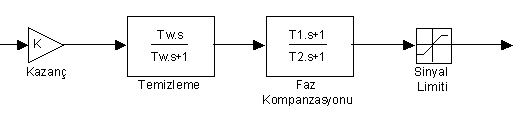 K
Kazanç
Tw.s
Tw.s+1
Temizleme
T1.s+1
T2.s+1
Faz
Kompanzasyonu
Sinyal
Limiti